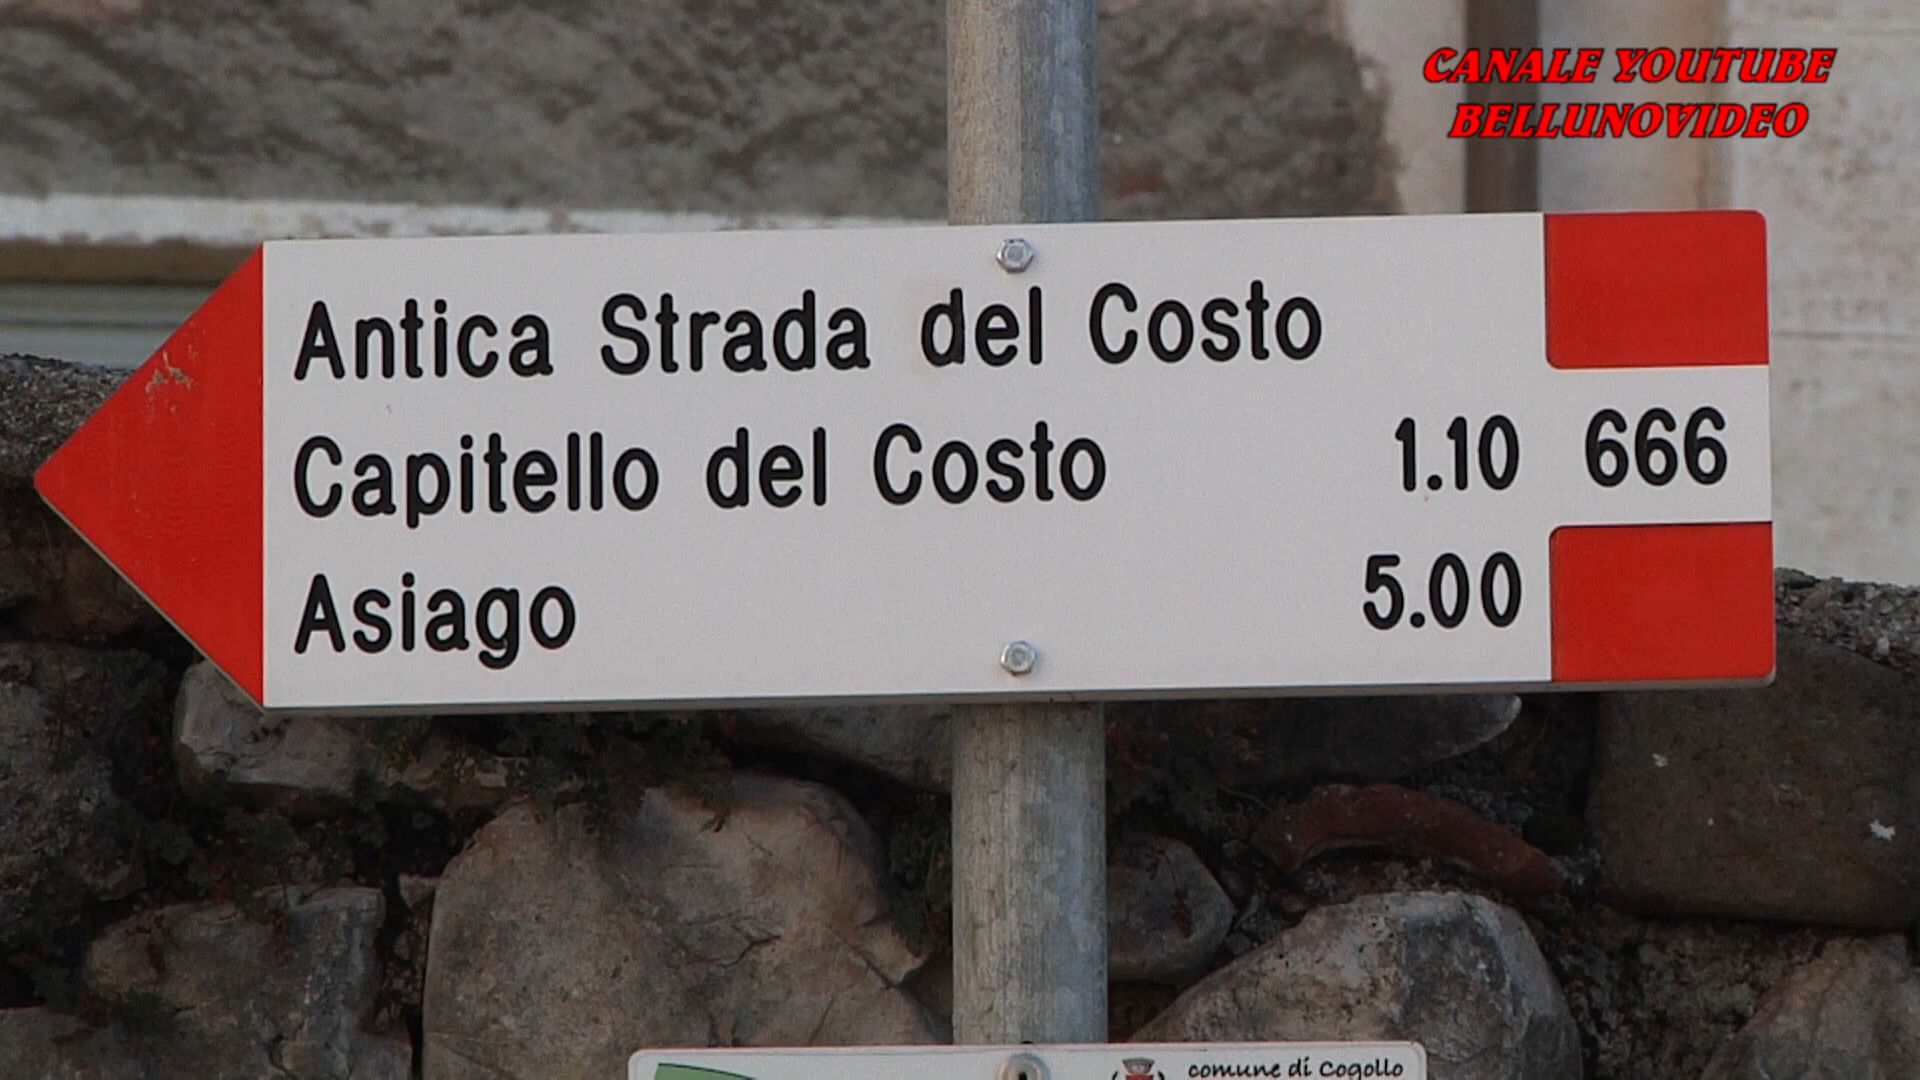 CANALE YOUTUBE
BELLUNOVIDEO
Antica Strada del Costo
Capitello del Costo 1.10 666
Asiago 5.00
comune di Cogollo